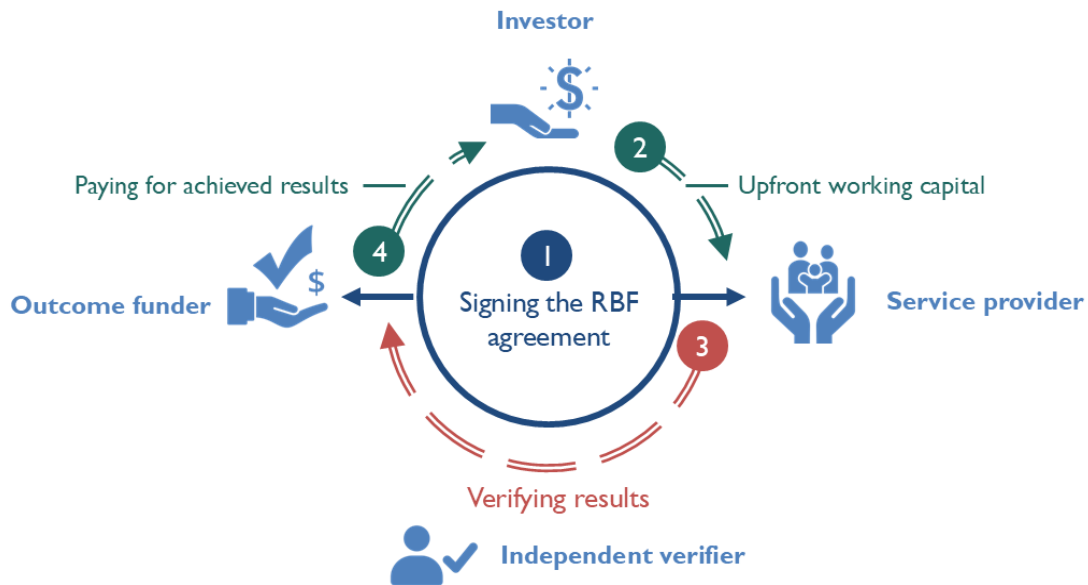 Investor
$
2
Paying for achieved results
Upfront working capital
4
1
$
Outcome funder
Signing the RBF
agreement
Service provider
3
Verifying results
Independent verifier